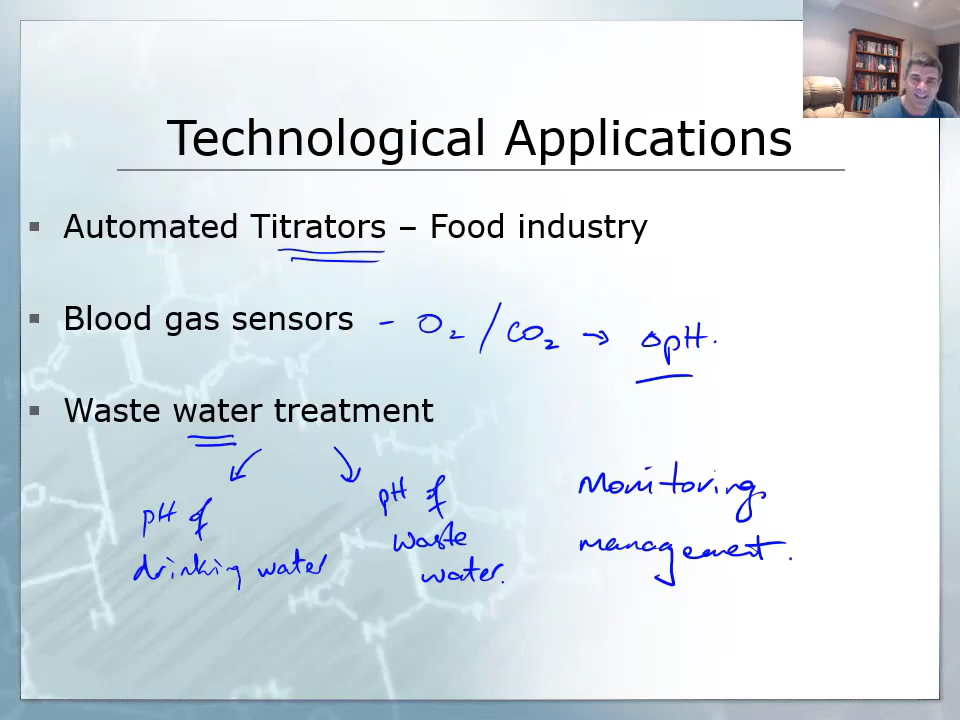 Technological Applications
▪ Automated Titrators – Food industry
▪ Blood gas sensors - O₂ / CO₂ → ΔpH.
▪ Waste water treatment
pH of drinking water
pH of waste water.
Monitoring
management.